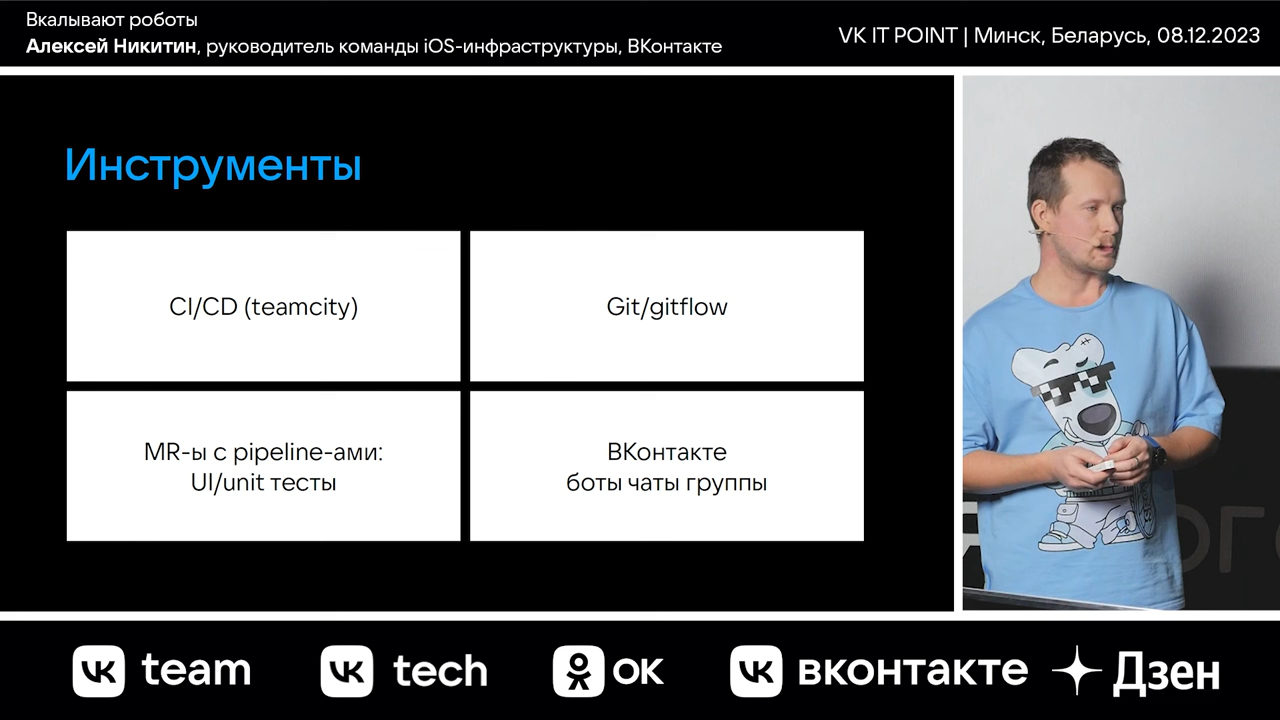 Вкалывают роботы
Алексей Никитин, руководитель команды iOS-инфраструктуры, ВКонтакте
VK IT POINT | Минск, Беларусь, 08.12.2023
Инструменты
CI/CD (teamcity)
Git/gitflow
MR-ы с pipeline-ами:
UI/unit тесты
ВКонтакте
боты чаты группы
team
tech
ок
вконтакте
Дзен